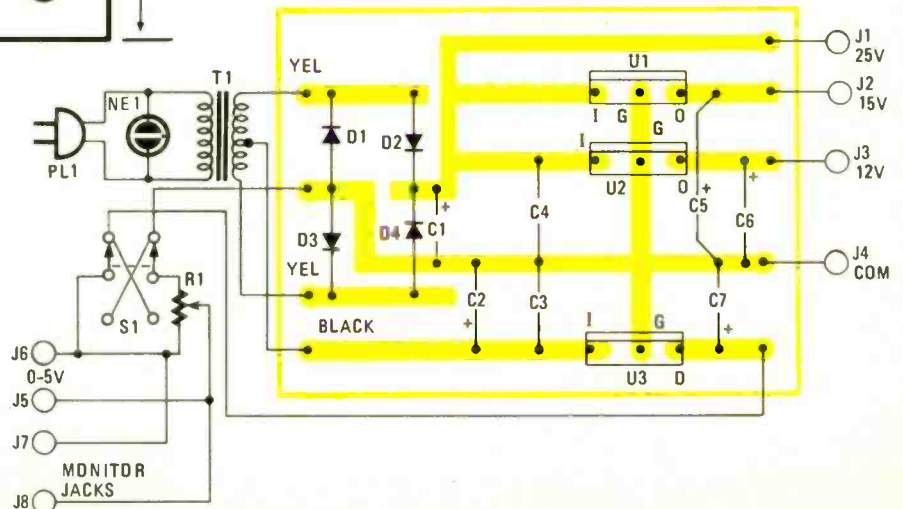 J1
25V
U1
YEL
T1
NE1
I G O
J2
15V
G
D1
D2
I
J3
12V
PL1
U2
O
C5
+
C4
+
C6
+
C1
D3
D4
J4
COM
YEL
R1
C2
+
C3
C7
+
S1
BLACK
I G
U3
O
J6
0-5V
J5
J7
MONITOR
JACKS
J8